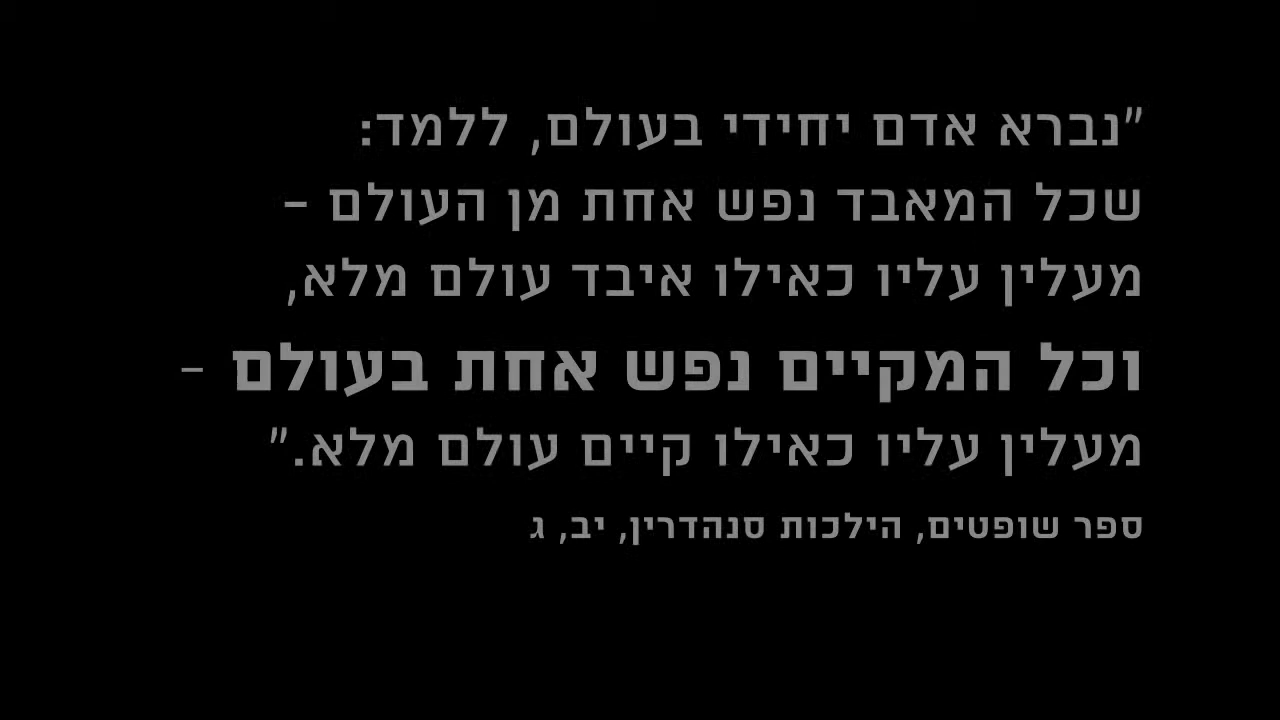 "נברא אדם יחידי בעולם, ללמד:
שכל המאבד נפש אחת מן העולם –
מעלין עליו כאילו איבד עולם מלא,
וכל המקיים נפש אחת בעולם –
מעלין עליו כאילו קיים עולם מלא."
ספר שופטים, הילכות סנהדרין, יב, ג